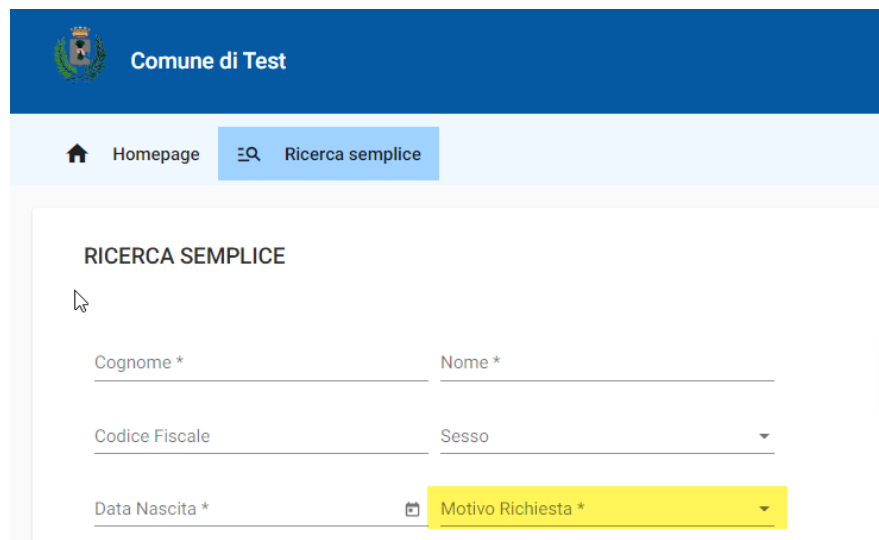 Comune di Test
Homepage
Ricerca semplice
RICERCA SEMPLICE
Cognome *
Nome *
Codice Fiscale
Sesso
Data Nascita *
Motivo Richiesta *